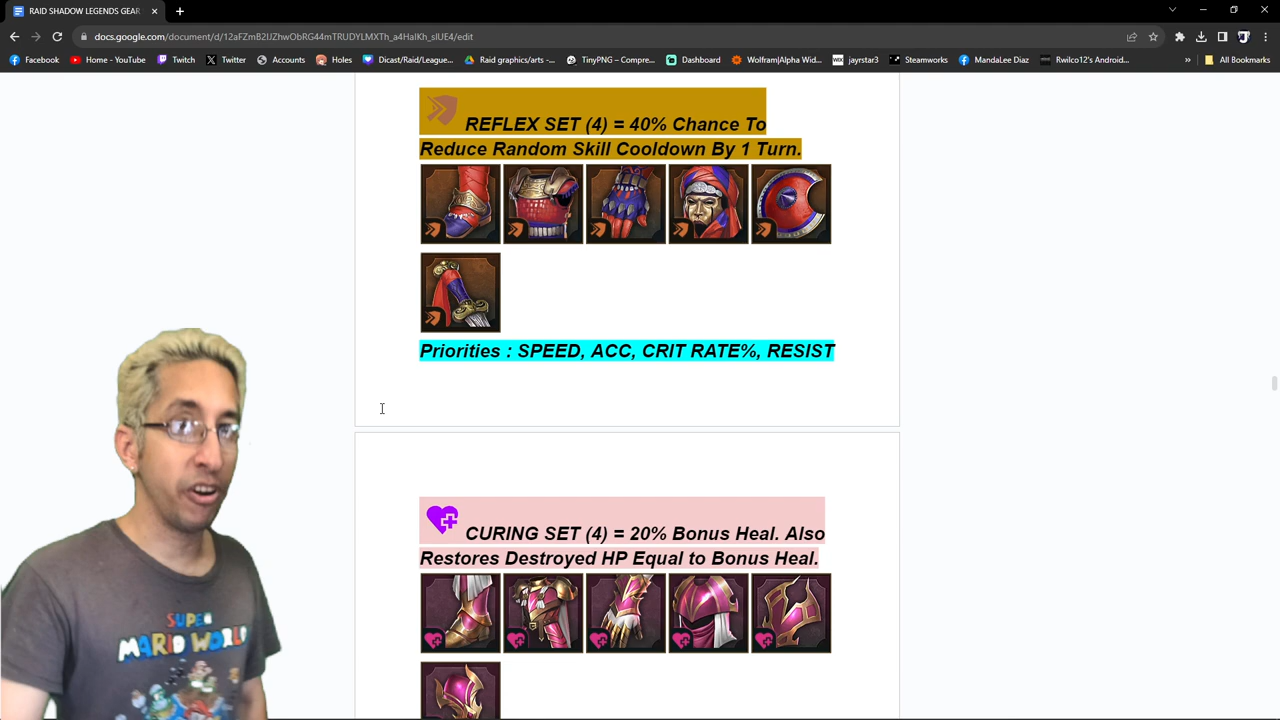 RAID SHADOW LEGENDS GEAR
docs.google.com/document/d/12aFZmB2IJZhwObRG44mTRUDYLMXTh_a4HaIKh_sIUE4/edit
Facebook Home - YouTube Twitch Twitter Accounts Holes Dicast/Raid/League... Raid graphics/arts -... TinyPNG – Compre... Dashboard Wolfram|Alpha Wid... jayrstar3 Steamworks MandaLee Diaz Rwilco12's Android... » All Bookmarks
REFLEX SET (4) = 40% Chance To
Reduce Random Skill Cooldown By 1 Turn.
Priorities : SPEED, ACC, CRIT RATE%, RESIST
CURING SET (4) = 20% Bonus Heal. Also
Restores Destroyed HP Equal to Bonus Heal.
SUPER
MARIO WORLD